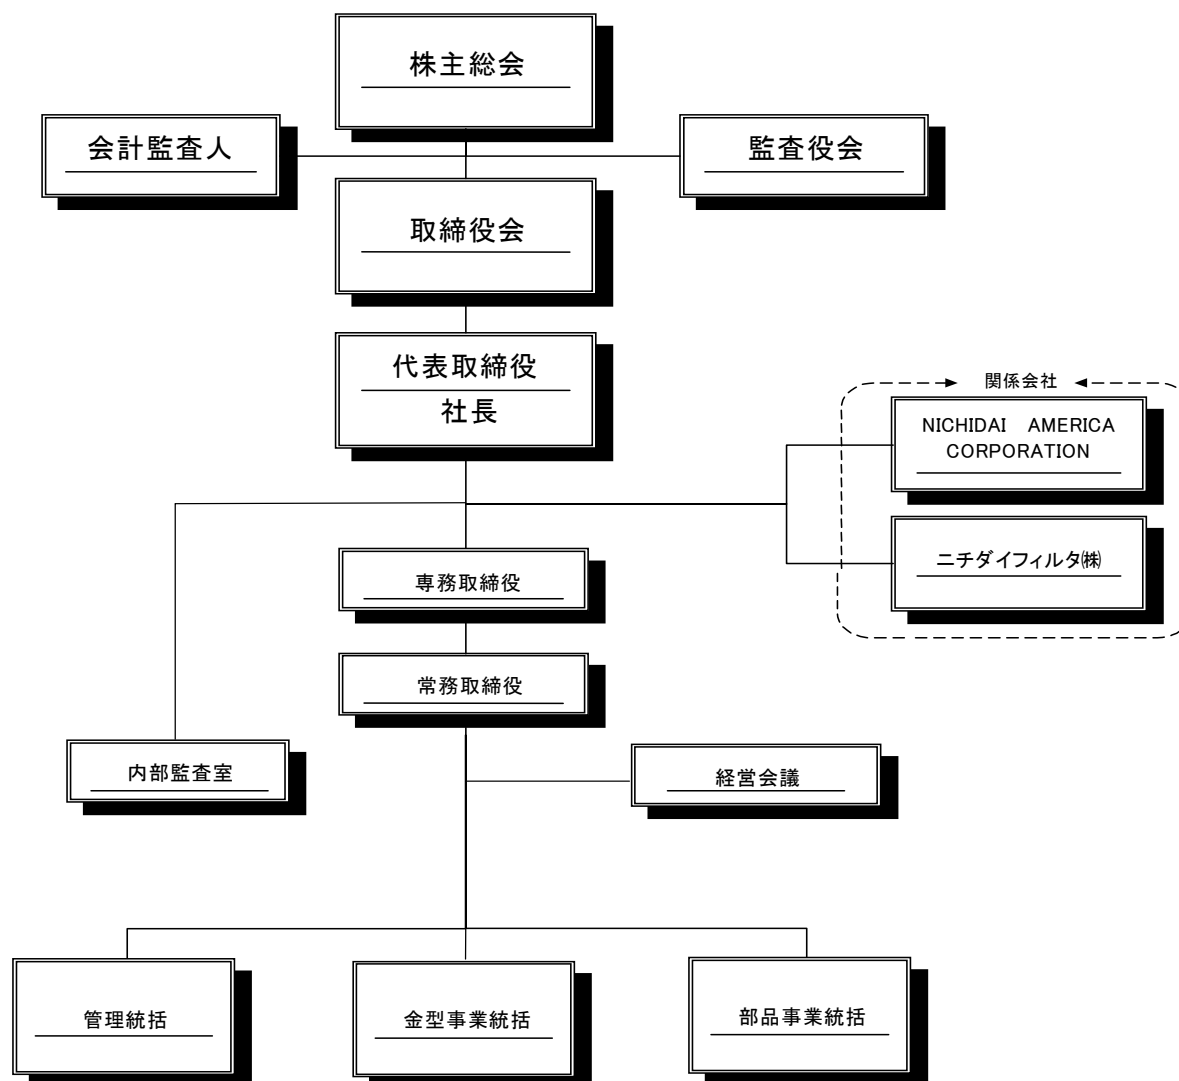 株主総会
会計監査人
監査役会
取締役会
代表取締役
社長
関係会社
NICHIDAI AMERICA
CORPORATION
ニチダイフィルタ㈱
専務取締役
常務取締役
内部監査室
経営会議
管理統括
金型事業統括
部品事業統括